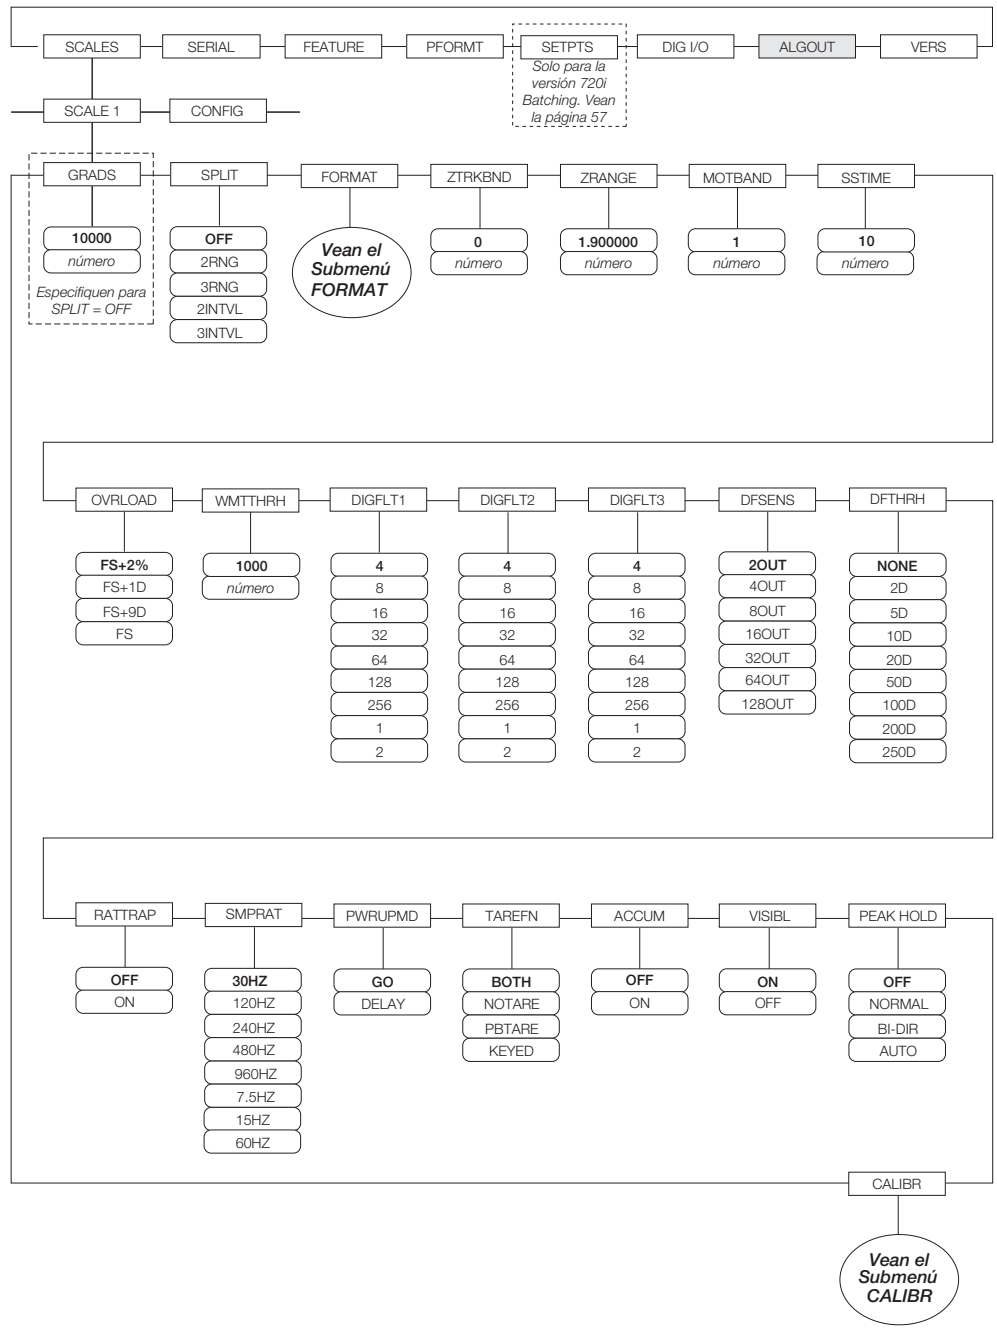 SCALES
SERIAL
FEATURE
PFORMT
SETPTS
DIG I/O
ALGOUT
VERS
Solo para la
versión 720i
Batching. Vean
la página 57
SCALE 1
CONFIG
GRADS
SPLIT
FORMAT
ZTRKBND
ZRANGE
MOTBAND
SSTIME
10000
número
Especifiquen para
SPLIT = OFF
OFF
2RNG
3RNG
2INTVL
3INTVL
Vean el
Submenú
FORMAT
0
número
1.900000
número
1
número
10
número
OVRLOAD
WMTTHRH
DIGFLT1
DIGFLT2
DIGFLT3
DFSENS
DFTHRH
FS+2%
FS+1D
FS+9D
FS
1000
número
4
8
16
32
64
128
256
1
2
4
8
16
32
64
128
256
1
2
4
8
16
32
64
128
256
1
2
2OUT
4OUT
8OUT
16OUT
32OUT
64OUT
128OUT
NONE
2D
5D
10D
20D
50D
100D
200D
250D
RATTRAP
SMPRAT
PWRUPMD
TAREFN
ACCUM
VISIBL
PEAK HOLD
OFF
ON
30HZ
120HZ
240HZ
480HZ
960HZ
7.5HZ
15HZ
60HZ
GO
DELAY
BOTH
NOTARE
PBTARE
KEYED
OFF
ON
ON
OFF
OFF
NORMAL
BI-DIR
AUTO
CALIBR
Vean el
Submenú
CALIBR